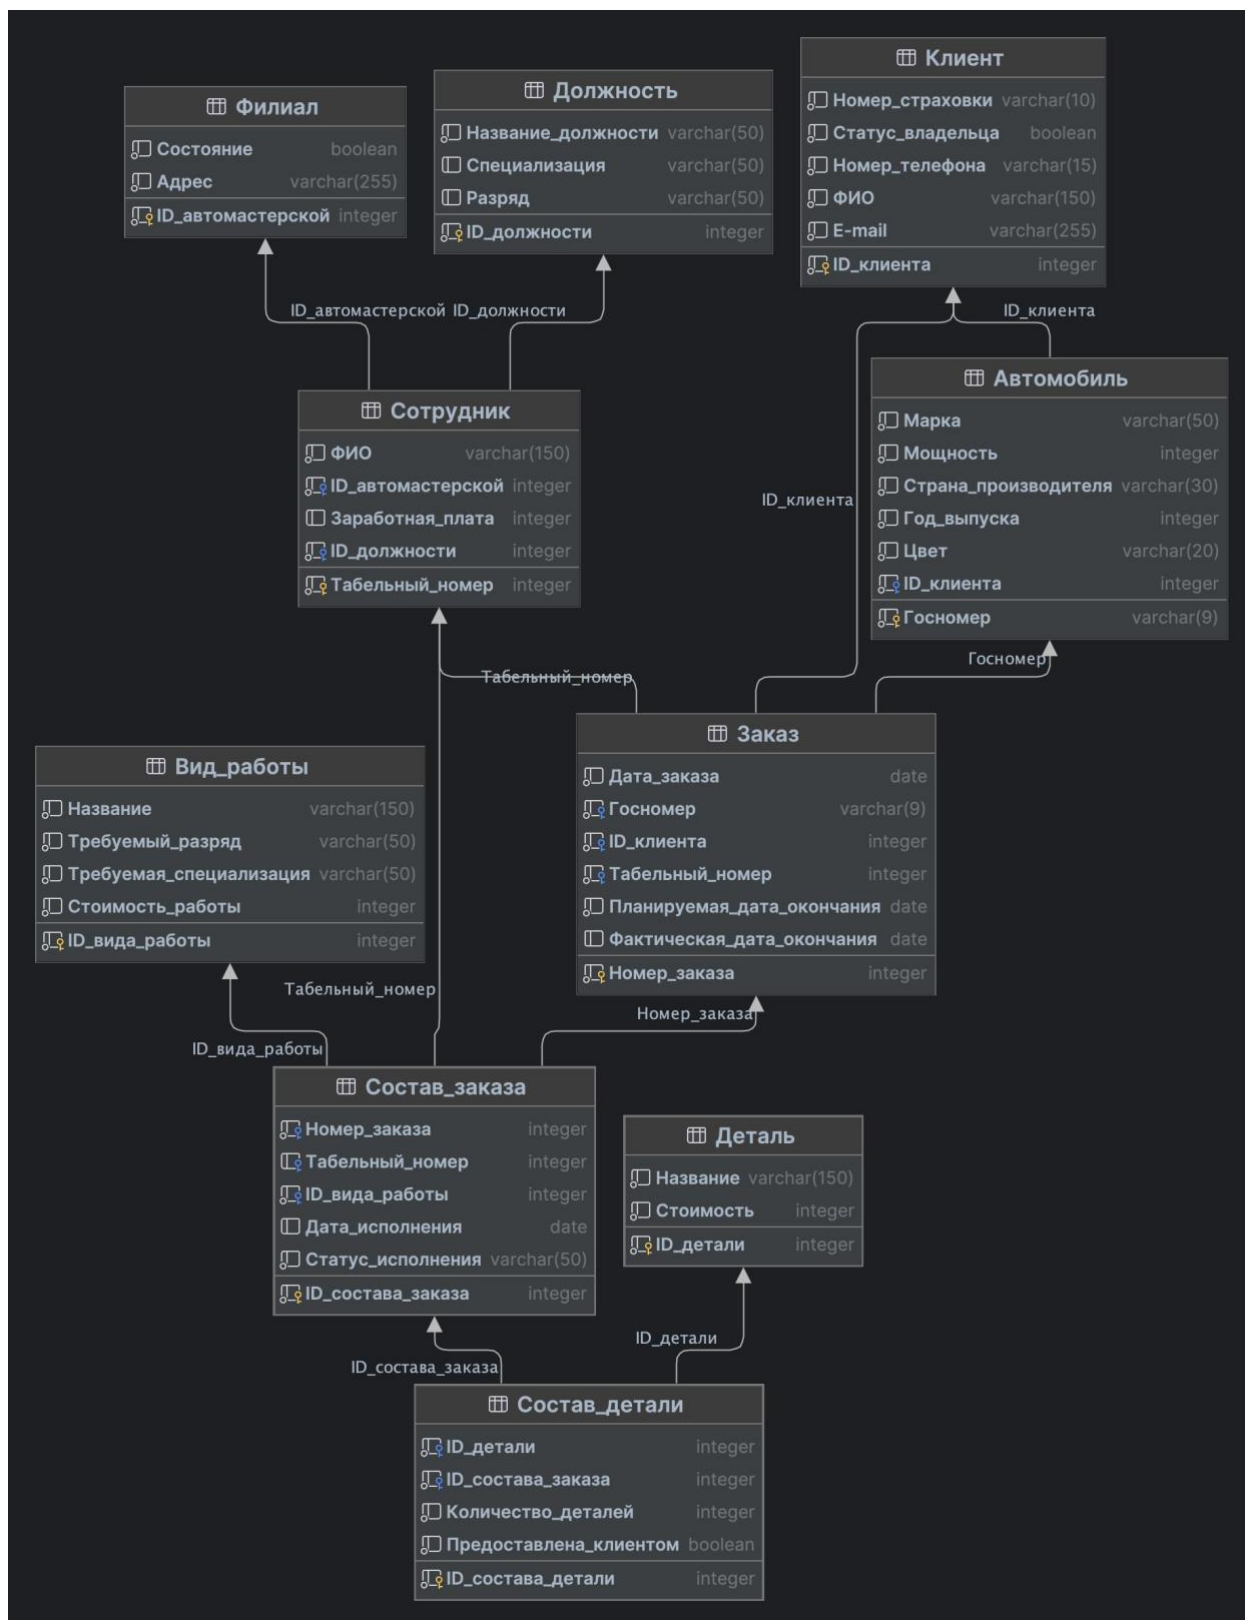 Филиал
Состояние boolean
Адрес varchar(255)
ID_автомастерской integer
Должность
Название_должности varchar(50)
Специализация varchar(50)
Разряд varchar(50)
ID_должности integer
Клиент
Номер_страховки varchar(10)
Статус_владельца boolean
Номер_телефона varchar(15)
ФИО varchar(150)
E-mail varchar(255)
ID_клиента integer
ID_автомастерской ID_должности
ID_клиента
Сотрудник
ФИО varchar(150)
ID_автомастерской integer
Заработная_плата integer
ID_должности integer
Табельный_номер integer
ID_клиента
Автомобиль
Марка varchar(50)
Мощность integer
Страна_производителя varchar(30)
Год_выпуска integer
Цвет varchar(20)
ID_клиента integer
Госномер varchar(9)
Табельный_номер
Госномер
Вид_работы
Название varchar(150)
Требуемый_разряд varchar(50)
Требуемая_специализация varchar(50)
Стоимость_работы integer
ID_вида_работы integer
Заказ
Дата_заказа date
Госномер varchar(9)
ID_клиента integer
Табельный_номер integer
Планируемая_дата_окончания date
Фактическая_дата_окончания date
Номер_заказа integer
Табельный_номер
Номер_заказа
ID_вида_работы
Состав_заказа
Номер_заказа integer
Табельный_номер integer
ID_вида_работы integer
Дата_исполнения date
Статус_исполнения varchar(50)
ID_состава_заказа integer
Деталь
Название varchar(150)
Стоимость integer
ID_детали integer
ID_детали
ID_состава_заказа
Состав_детали
ID_детали integer
ID_состава_заказа integer
Количество_деталей integer
Предоставлена_клиентом boolean
ID_состава_детали integer